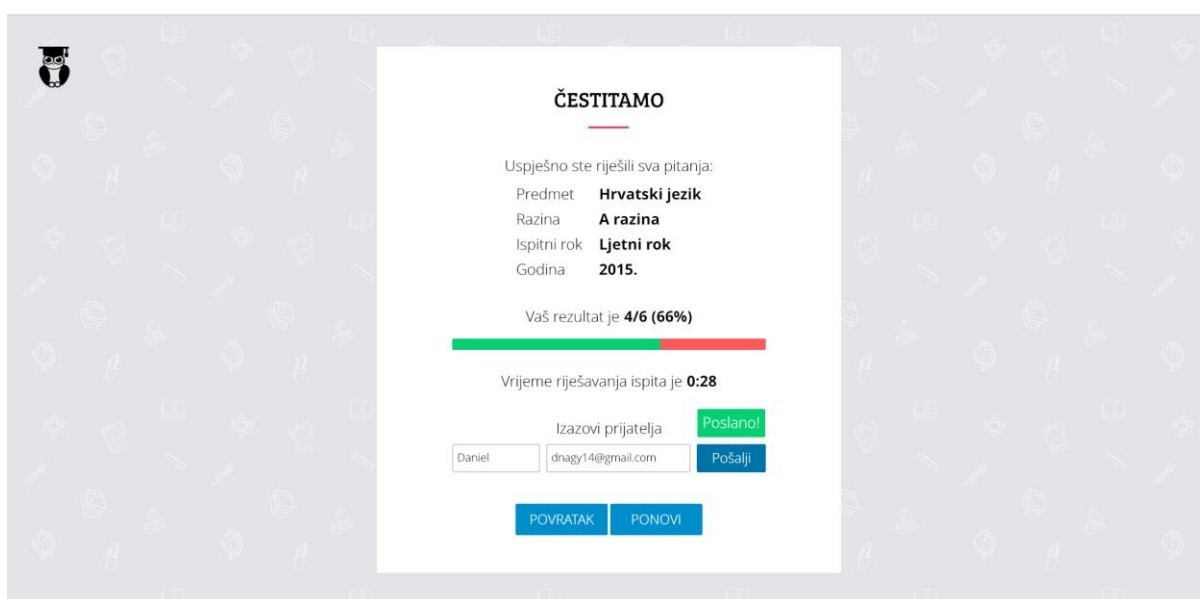 ČESTITAMO
Uspješno ste riješili sva pitanja:
Predmet Hrvatski jezik
Razina A razina
Ispitni rok Ljetni rok
Godina 2015.
Vaš rezultat je 4/6 (66%)
Vrijeme riješavanja ispita je 0:28
Izazovi prijatelja Poslano!
Daniel dnagy14@gmail.com Pošalji
POVRATAK PONOVI